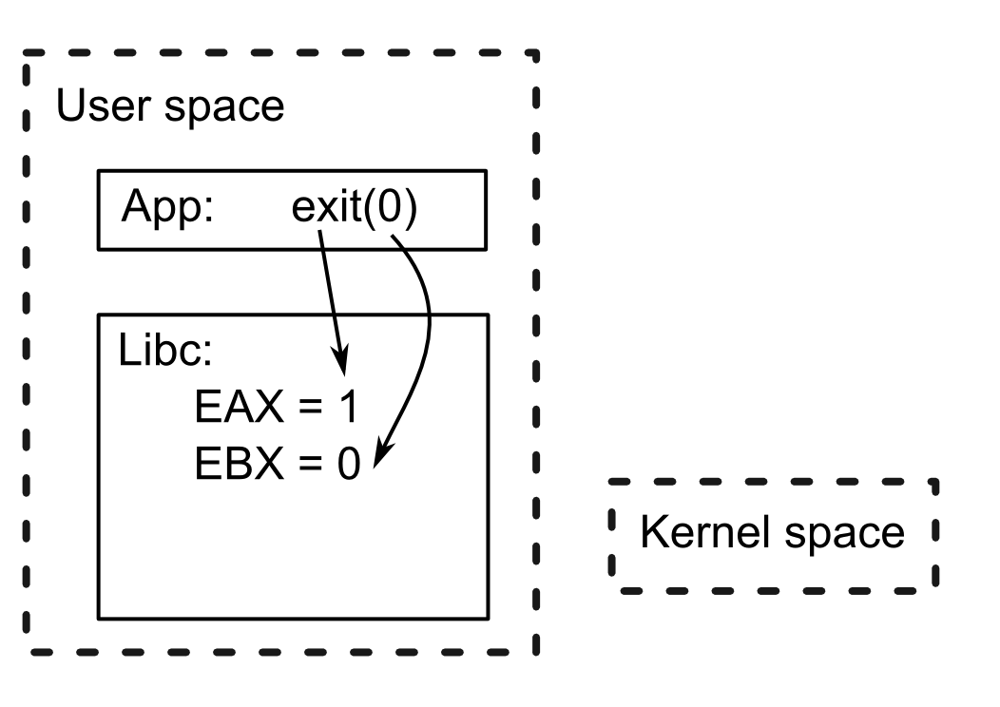 User space
App: exit(0)
Libc:
EAX = 1
EBX = 0
Kernel space